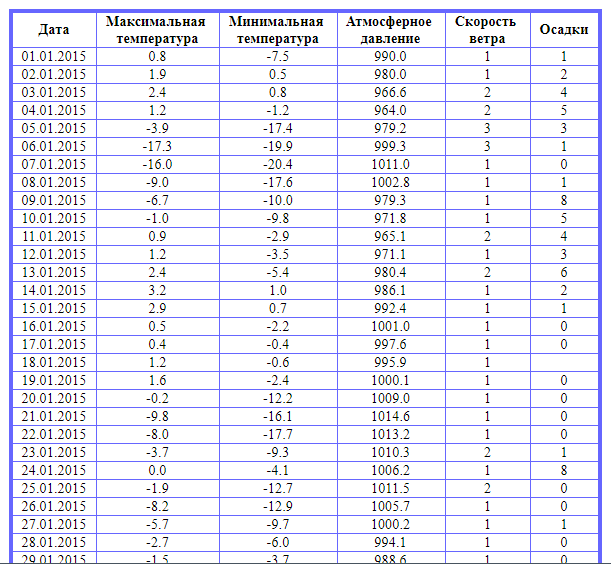 Дата Максимальная температура Минимальная температура Атмосферное давление Скорость ветра Осадки
01.01.2015 0.8 -7.5 990.0 1 1
02.01.2015 1.9 0.5 980.0 1 2
03.01.2015 2.4 0.8 966.6 2 4
04.01.2015 1.2 -1.2 964.0 2 5
05.01.2015 -3.9 -17.4 979.2 3 3
06.01.2015 -17.3 -19.9 999.3 3 1
07.01.2015 -16.0 -20.4 1011.0 1 0
08.01.2015 -9.0 -17.6 1002.8 1 1
09.01.2015 -6.7 -10.0 979.3 1 8
10.01.2015 -1.0 -9.8 971.8 1 5
11.01.2015 0.9 -2.9 965.1 2 4
12.01.2015 1.2 -3.5 971.1 1 3
13.01.2015 2.4 -5.4 980.4 2 6
14.01.2015 3.2 1.0 986.1 1 2
15.01.2015 2.9 0.7 992.4 1 1
16.01.2015 0.5 -2.2 1001.0 1 0
17.01.2015 0.4 -0.4 997.6 1 0
18.01.2015 1.2 -0.6 995.9 1
19.01.2015 1.6 -2.4 1000.1 1 0
20.01.2015 -0.2 -12.2 1009.0 1 0
21.01.2015 -9.8 -16.1 1014.6 1 0
22.01.2015 -8.0 -17.7 1013.2 1 0
23.01.2015 -3.7 -9.3 1010.3 2 1
24.01.2015 0.0 -4.1 1006.2 1 8
25.01.2015 -1.9 -12.7 1011.5 2 0
26.01.2015 -8.2 -12.9 1005.7 1 0
27.01.2015 -5.7 -9.7 1000.2 1 1
28.01.2015 -2.7 -6.0 994.1 1 0
29.01.2015 -1.5 -3.7 988.6 1 0